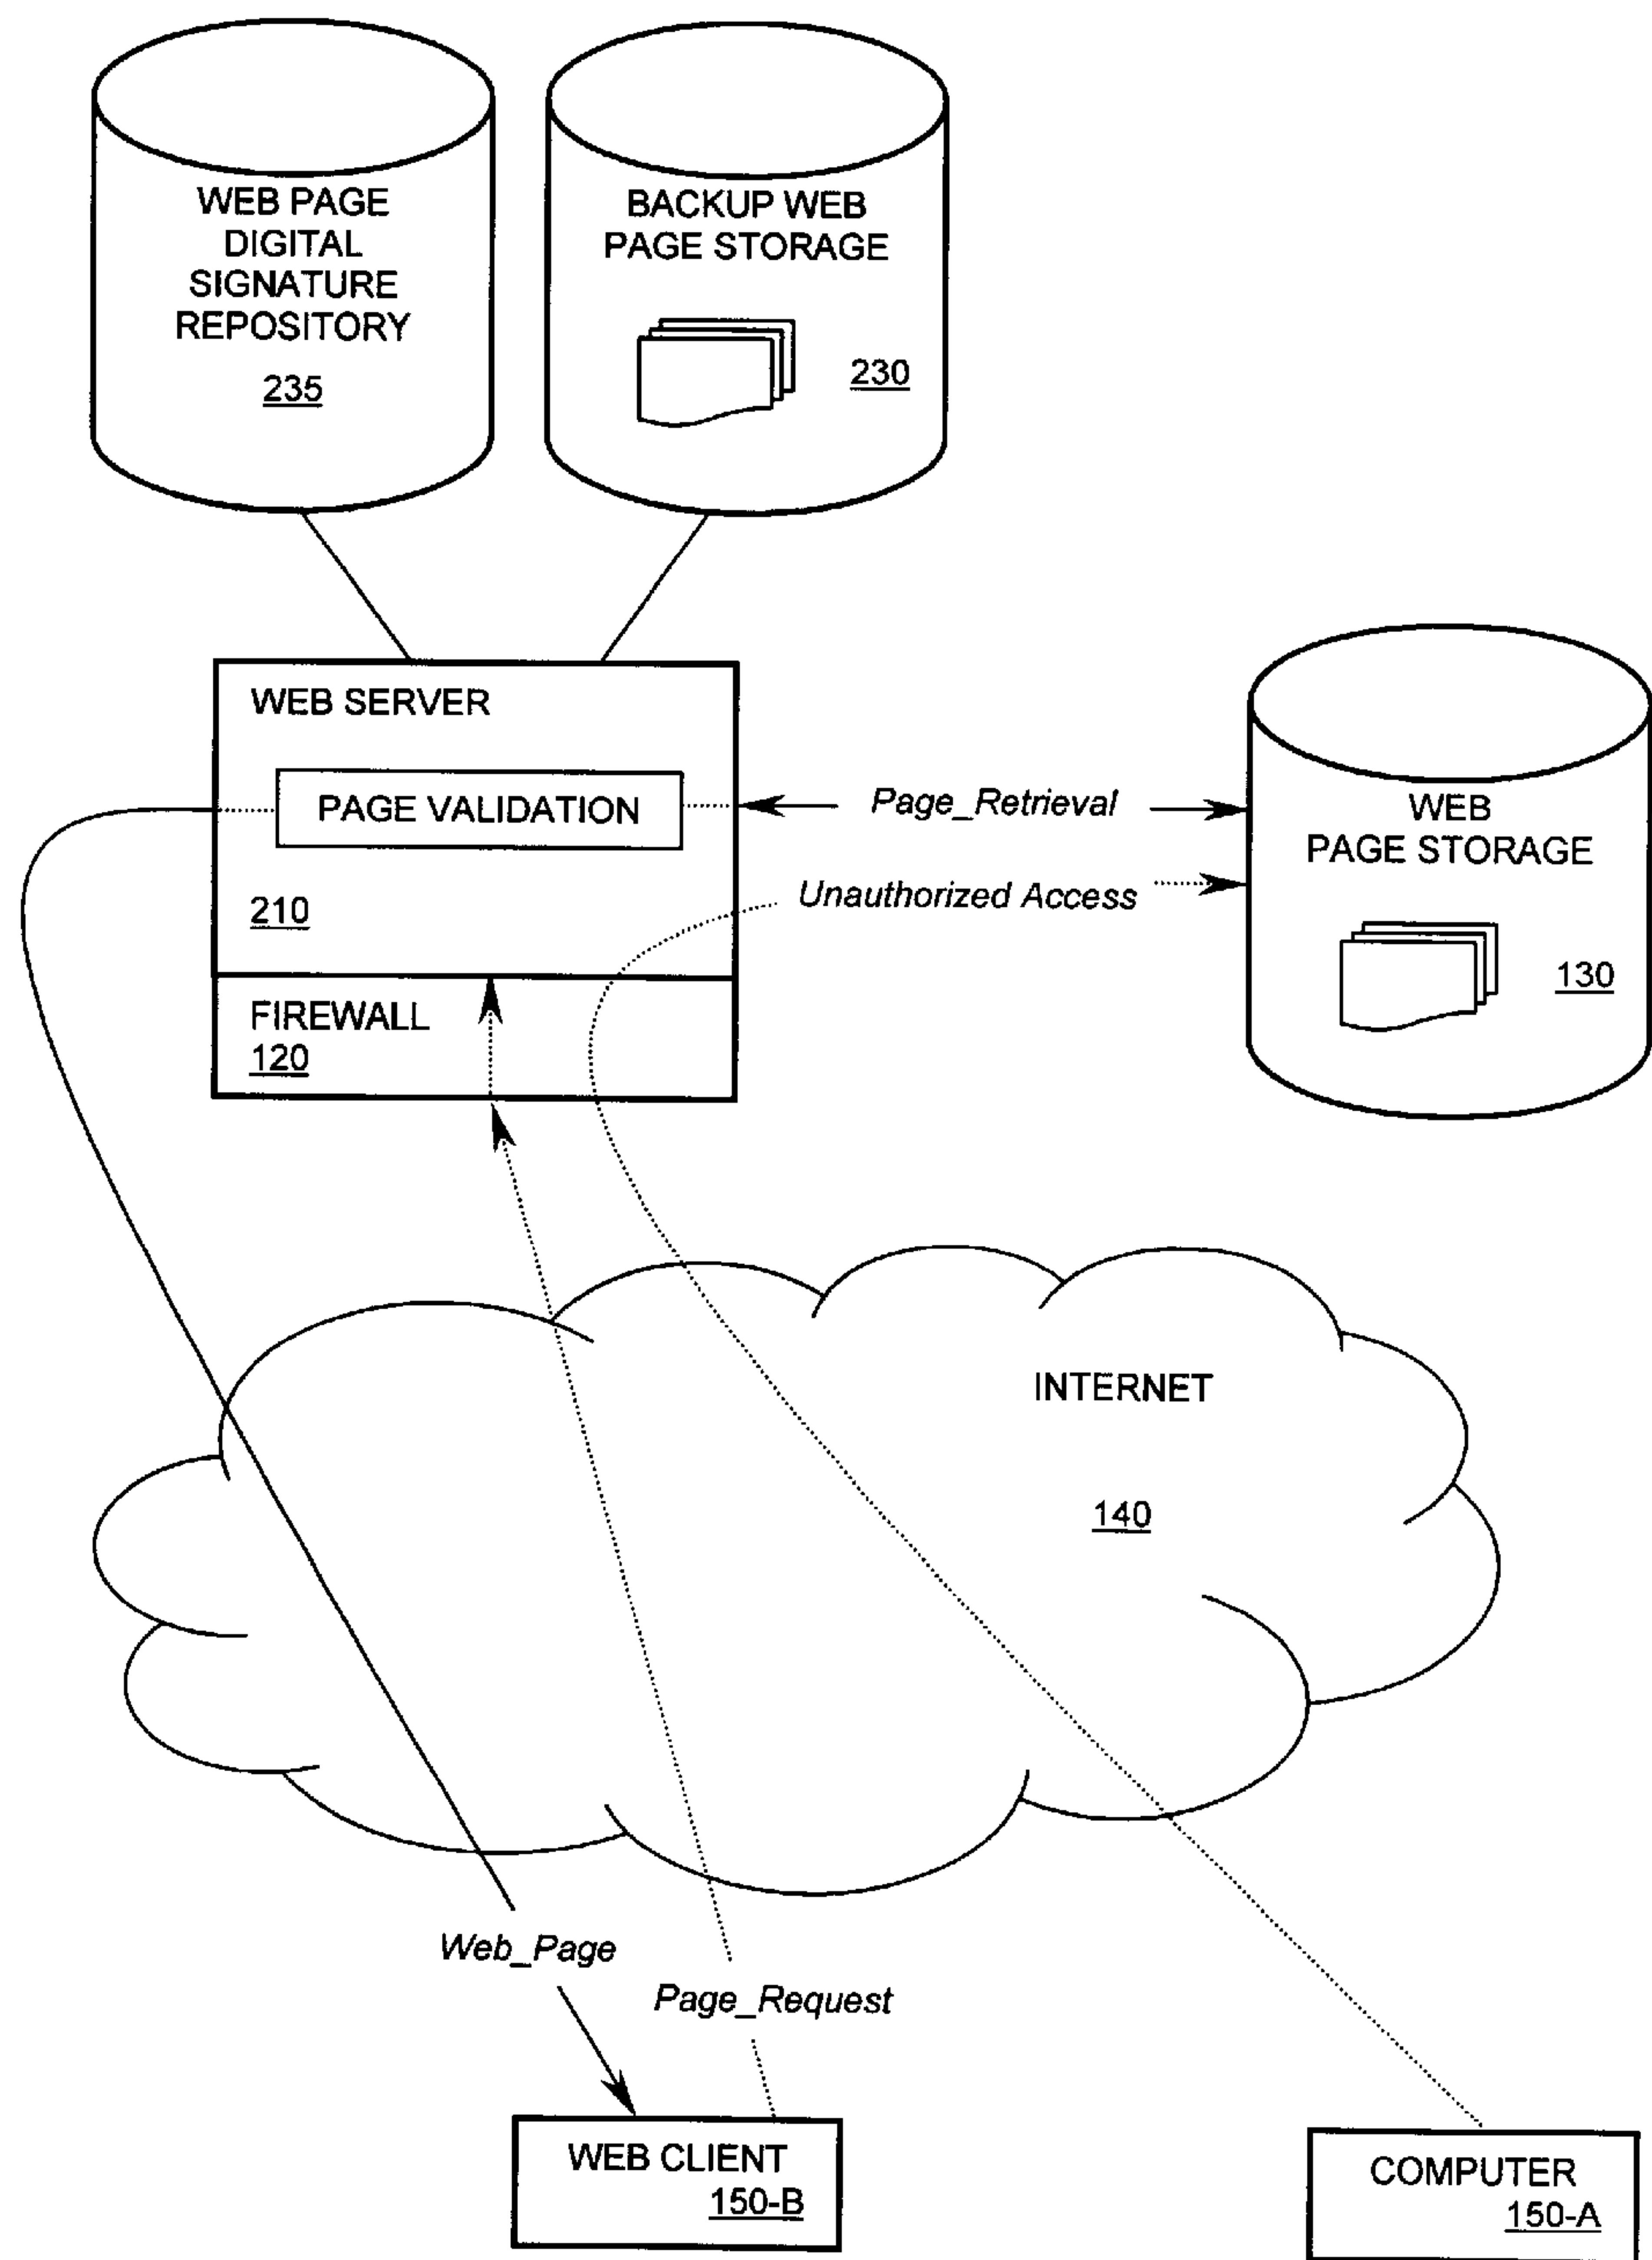 WEB PAGE
DIGITAL
SIGNATURE
REPOSITORY
235
BACKUP WEB
PAGE STORAGE
230
WEB SERVER
PAGE VALIDATION
210
FIREWALL
120
Page_Retrieval
Unauthorized Access
WEB
PAGE STORAGE
130
INTERNET
140
Web_Page
Page_Request
WEB CLIENT
150-B
COMPUTER
150-A